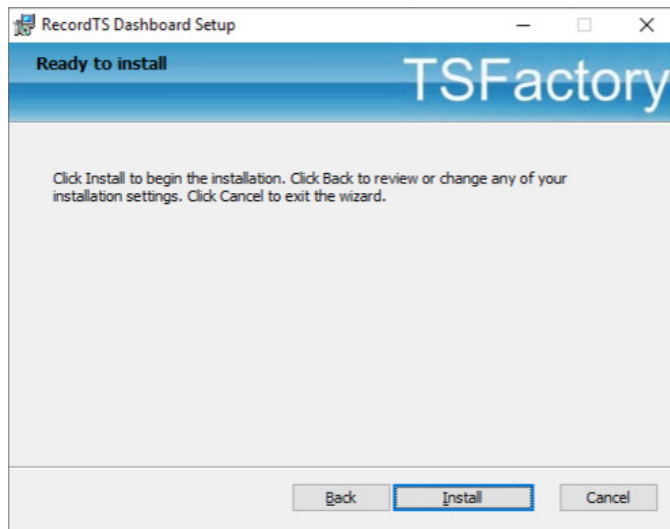 RecordTS Dashboard Setup
Ready to install
TSFactory
Click Install to begin the installation. Click Back to review or change any of your
installation settings. Click Cancel to exit the wizard.
Back Install Cancel